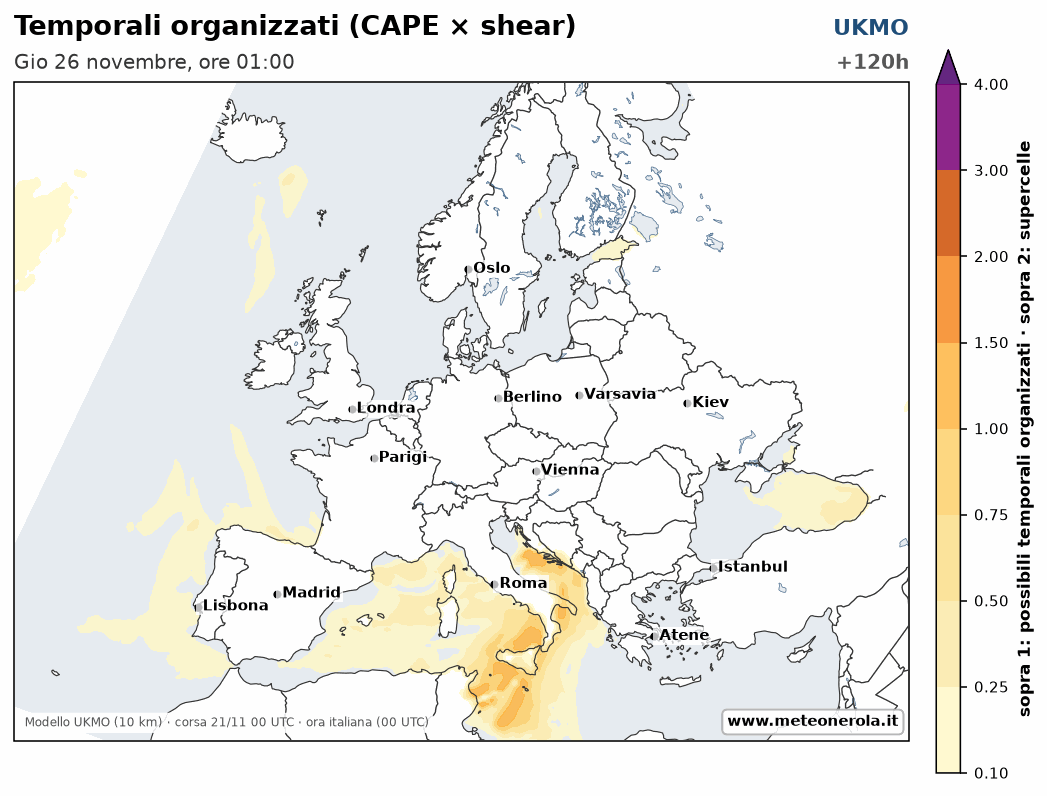 Temporali organizzati (CAPE × shear)
UKMO
Gio 26 novembre, ore 01:00
+120h
Oslo
Londra
Berlino
Varsavia
Kiev
Parigi
Vienna
Istanbul
Roma
Madrid
Lisbona
Atene
Modello UKMO (10 km) · corsa 21/11 00 UTC · ora italiana (00 UTC)
www.meteonerola.it
4.00
3.00
2.00
1.50
1.00
0.75
0.50
0.25
0.10
sopra 1: possibili temporali organizzati · sopra 2: supercelle